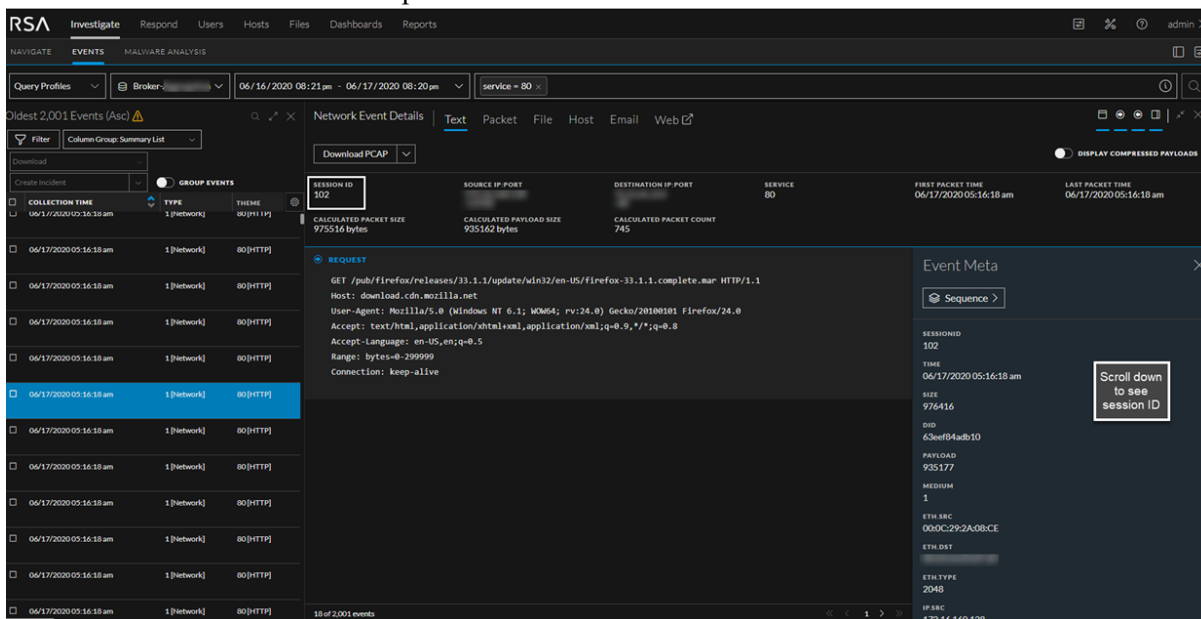 RSA Investigate Respond Users Hosts Files Dashboards Reports admin
NAVIGATE EVENTS MALWARE ANALYSIS
Query Profiles Broker- 06/16/2020 08:21 pm - 06/17/2020 08:20 pm service = 80 ×
Oldest 2,001 Events (Asc)
Filter Column Group: Summary List
Download
Create Incident GROUP EVENTS
COLLECTION TIME TYPE THEME
06/17/2020 05:16:18 am 1 [Network] 80 [HTTP]
06/17/2020 05:16:18 am 1 [Network] 80 [HTTP]
06/17/2020 05:16:18 am 1 [Network] 80 [HTTP]
06/17/2020 05:16:18 am 1 [Network] 80 [HTTP]
06/17/2020 05:16:18 am 1 [Network] 80 [HTTP]
06/17/2020 05:16:18 am 1 [Network] 80 [HTTP]
06/17/2020 05:16:18 am 1 [Network] 80 [HTTP]
06/17/2020 05:16:18 am 1 [Network] 80 [HTTP]
06/17/2020 05:16:18 am 1 [Network] 80 [HTTP]
06/17/2020 05:16:18 am 1 [Network] 80 [HTTP]
06/17/2020 05:16:18 am 1 [Network] 80 [HTTP]
06/17/2020 05:16:18 am 1 [Network] 80 [HTTP]
Network Event Details Text Packet File Host Email Web
Download PCAP DISPLAY COMPRESSED PAYLOADS
SESSION ID SOURCE IP:PORT DESTINATION IP:PORT SERVICE FIRST PACKET TIME LAST PACKET TIME
102 80 06/17/2020 05:16:18 am 06/17/2020 05:16:18 am
CALCULATED PACKET SIZE CALCULATED PAYLOAD SIZE CALCULATED PACKET COUNT
975516 bytes 935162 bytes 745
REQUEST
GET /pub/firefox/releases/33.1.1/update/win32/en-US/firefox-33.1.1.complete.mar HTTP/1.1
Host: download.cdn.mozilla.net
User-Agent: Mozilla/5.0 (Windows NT 6.1; WOW64; rv:24.0) Gecko/20100101 Firefox/24.0
Accept: text/html,application/xhtml+xml,application/xml;q=0.9,*/*;q=0.8
Accept-Language: en-US,en;q=0.5
Range: bytes=0-299999
Connection: keep-alive
18 of 2,001 events 1
Event Meta
Sequence
SESSIONID
102
TIME
06/17/2020 05:16:18 am
SIZE
976416
DID
63eef84adb10
PAYLOAD
935177
MEDIUM
1
ETH.SRC
00:0C:29:2A:08:CE
ETH.DST
ETH.TYPE
2048
IP.SRC
Scroll down
to see
session ID